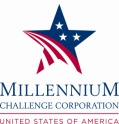 MILLENNIUM
CHALLENGE CORPORATION
UNITED STATES OF AMERICA